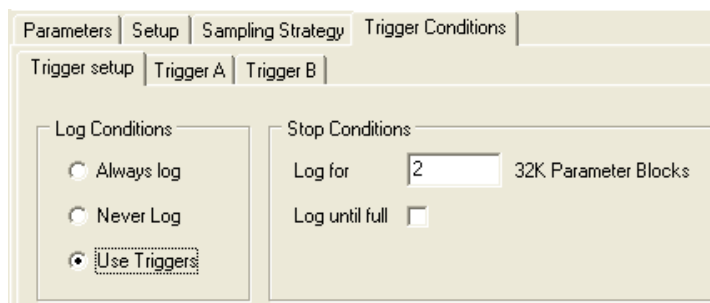 Parameters Setup Sampling Strategy Trigger Conditions
Trigger setup Trigger A Trigger B
Log Conditions
Always log
Never Log
Use Triggers
Stop Conditions
Log for 2 32K Parameter Blocks
Log until full